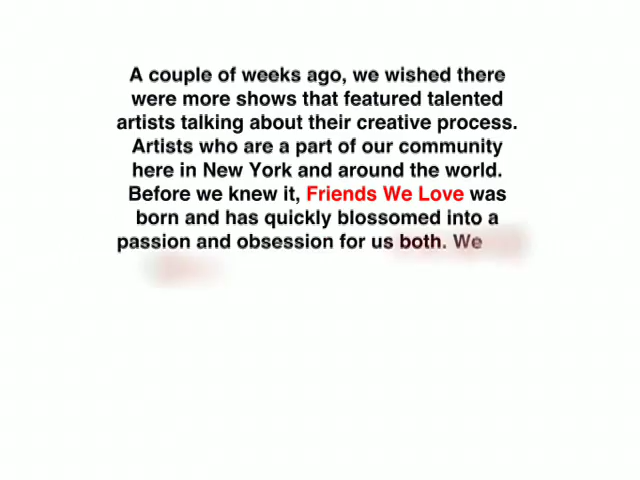 A couple of weeks ago, we wished there
were more shows that featured talented
artists talking about their creative process.
Artists who are a part of our community
here in New York and around the world.
Before we knew it, Friends We Love was
born and has quickly blossomed into a
passion and obsession for us both. We